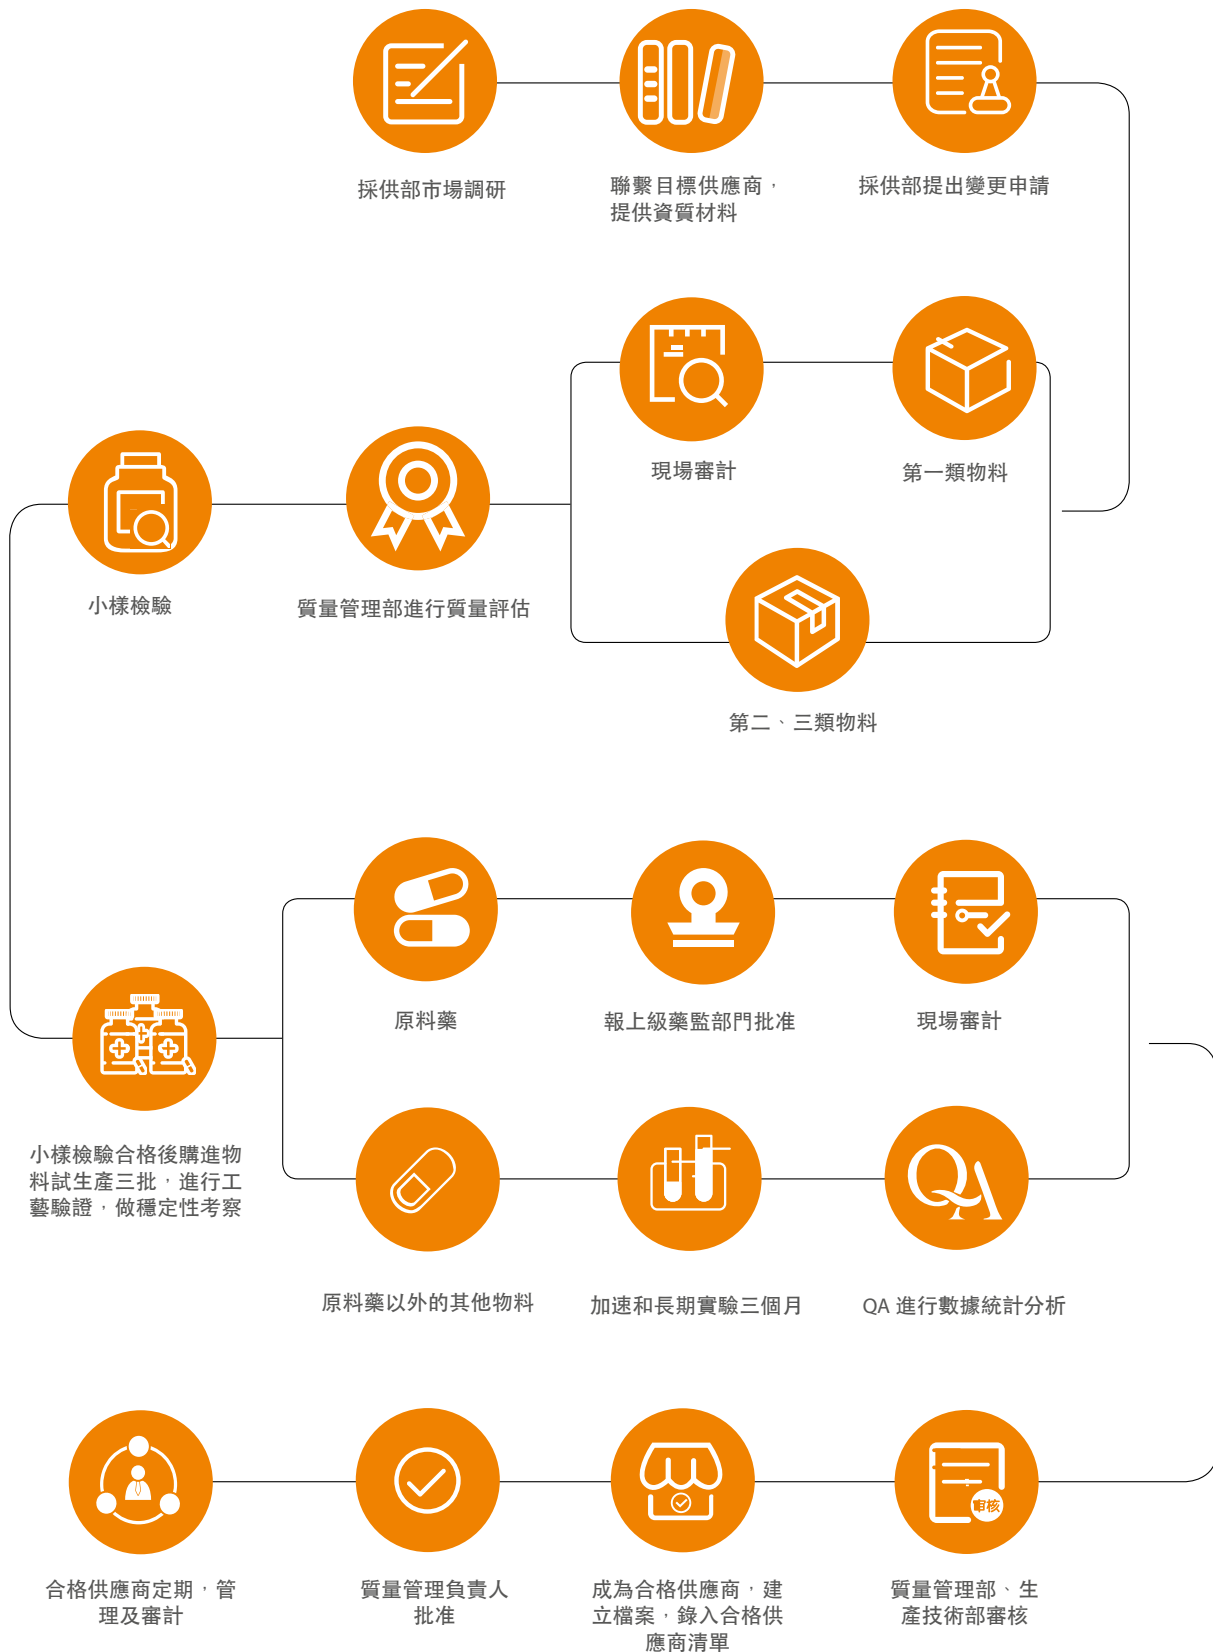 採供部市場調研
聯繫目標供應商，
提供資質材料
採供部提出變更申請
現場審計
第一類物料
小樣檢驗
質量管理部進行質量評估
第二、三類物料
原料藥
報上級藥監部門批准
現場審計
小樣檢驗合格後購進物
料試生產三批，進行工
藝驗證，做穩定性考察
QA
原料藥以外的其他物料
加速和長期實驗三個月
QA 進行數據統計分析
審核
合格供應商定期，管
理及審計
質量管理負責人
批准
成為合格供應商，建
立檔案，錄入合格供
應商清單
質量管理部、生
產技術部審核